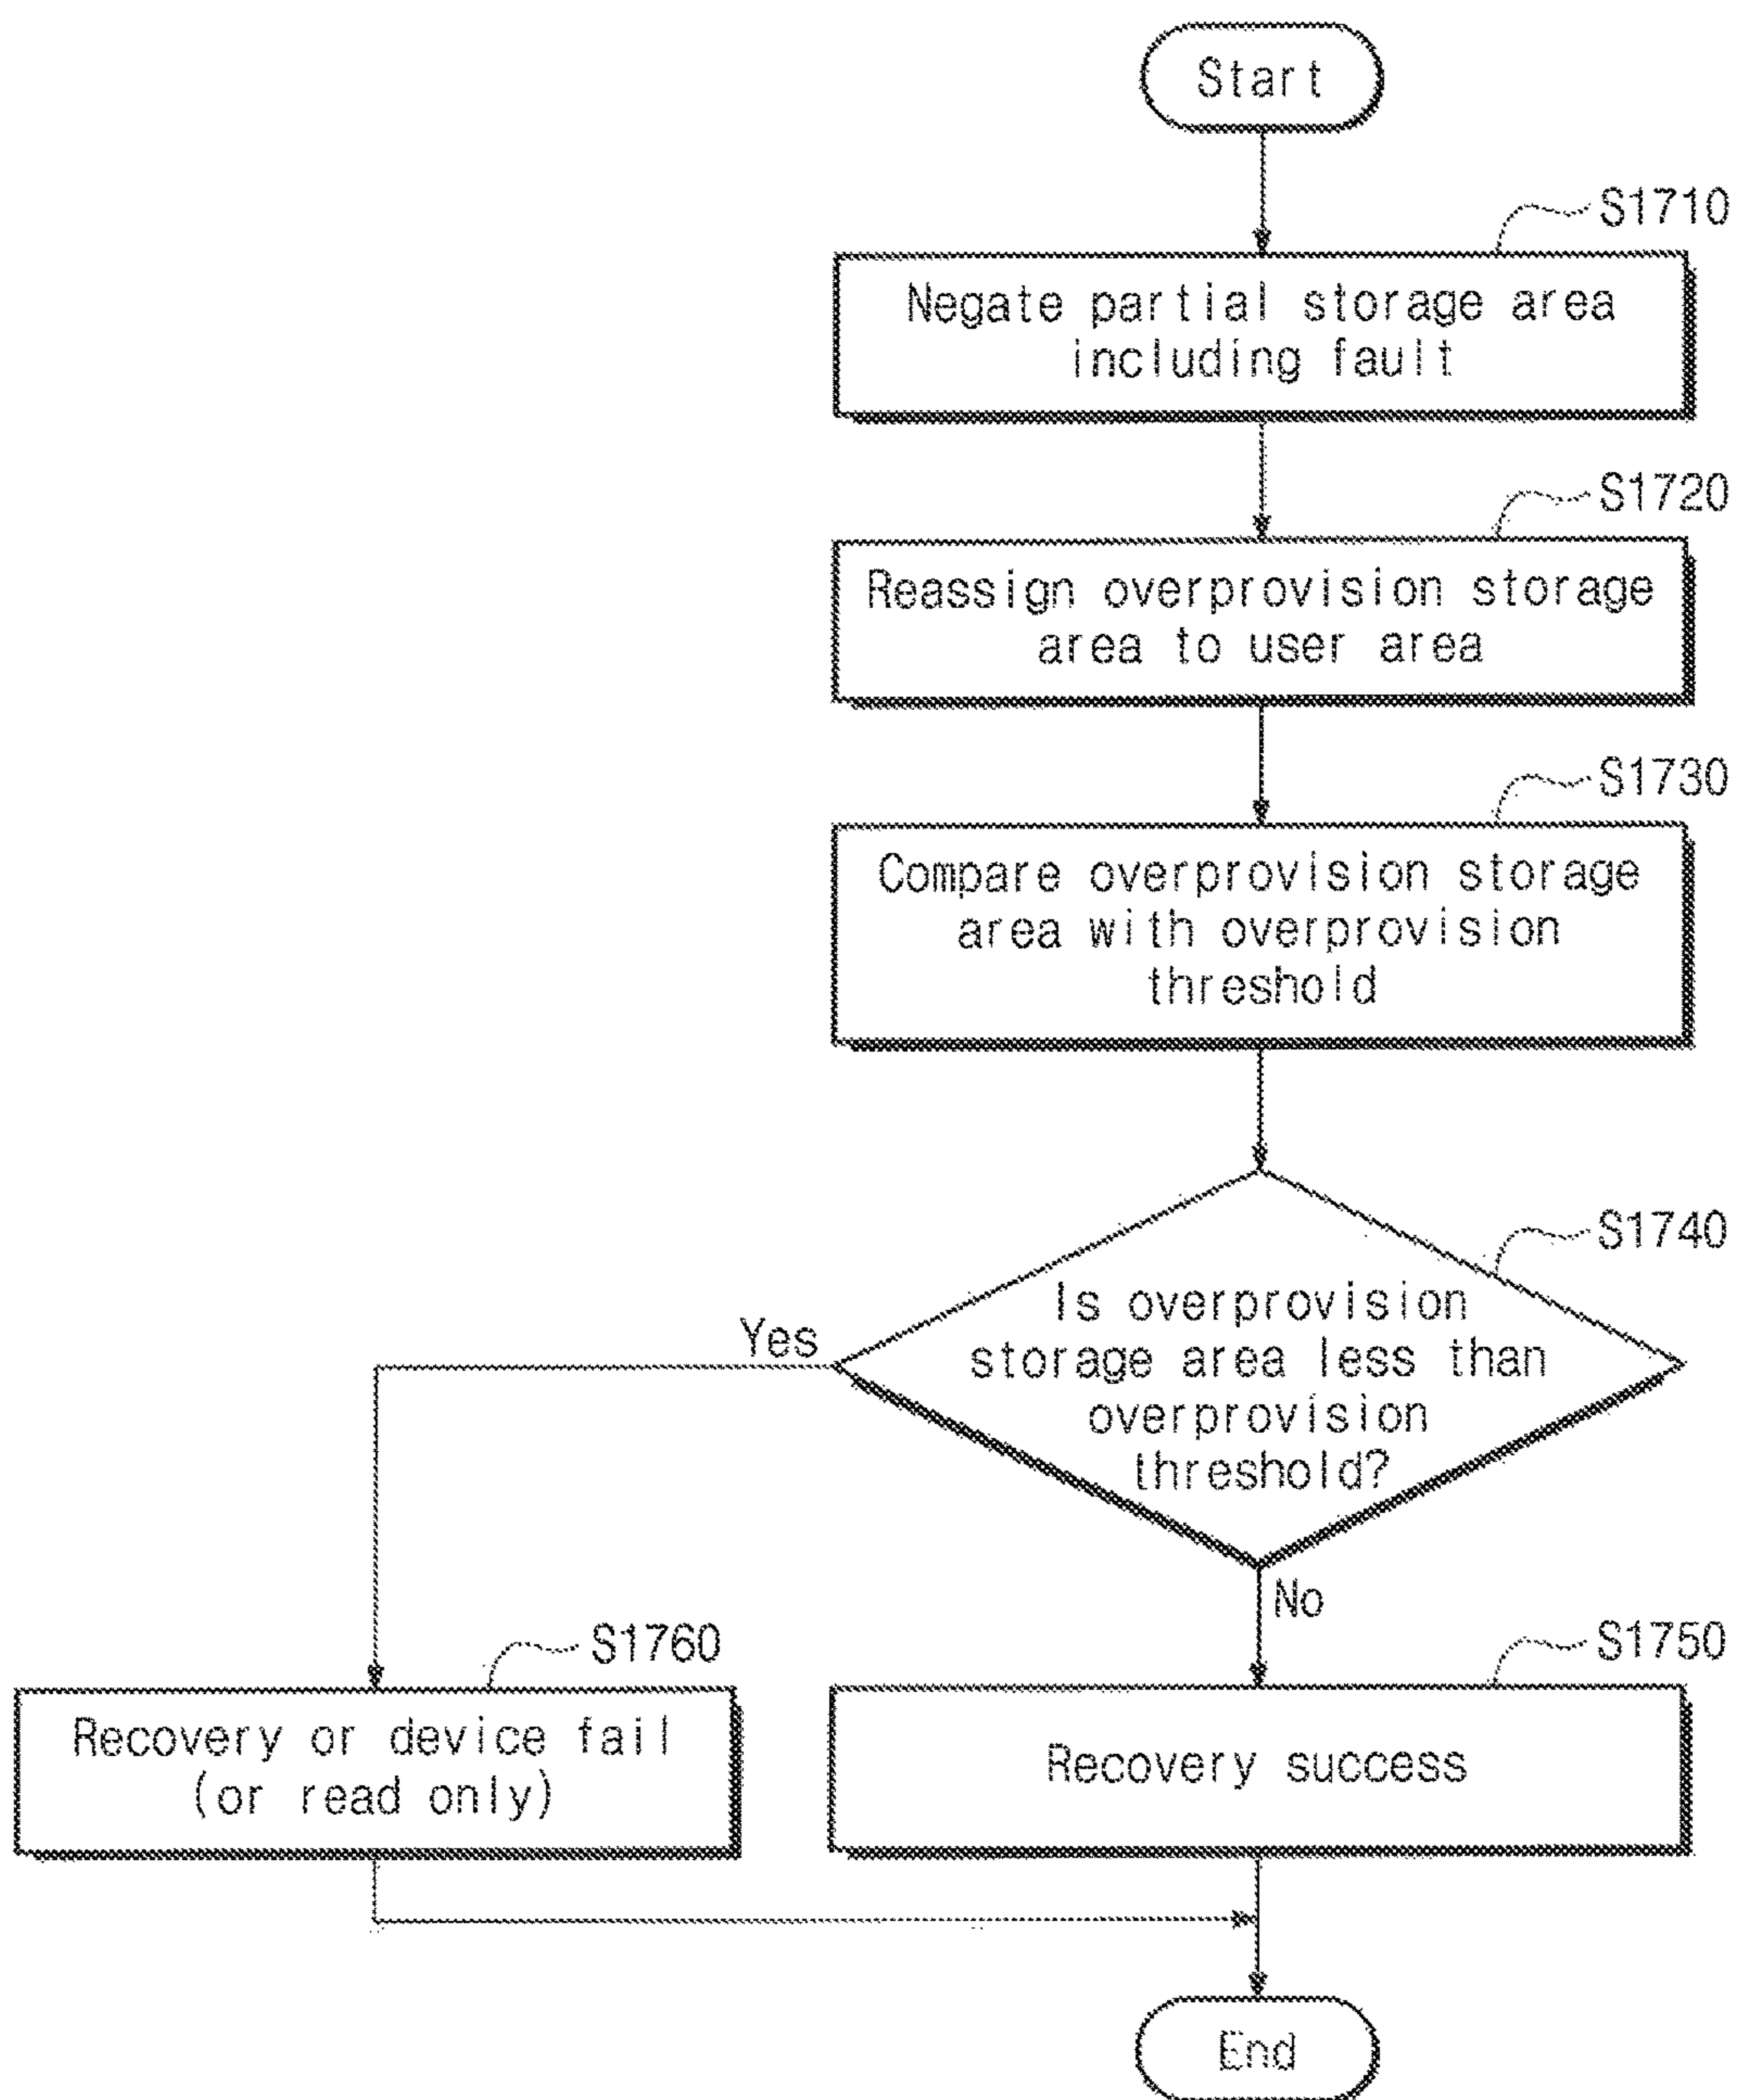 Start
S1710
Negate partial storage area
including fault
S1720
Reassign overprovision storage
area to user area
S1730
Compare overprovision storage
area with overprovision
threshold
S1740
Is overprovision
storage area less than
overprovision
threshold?
Yes
No
S1760
Recovery or device fail
(or read only)
S1750
Recovery success
End